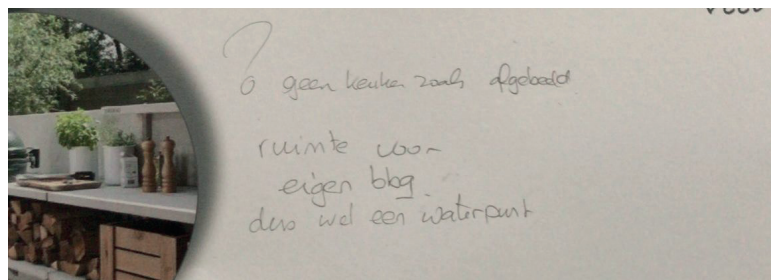 ? geen keuken zoals afgebeeld
ruimte voor
eigen bbq
dus wel een waterpunt